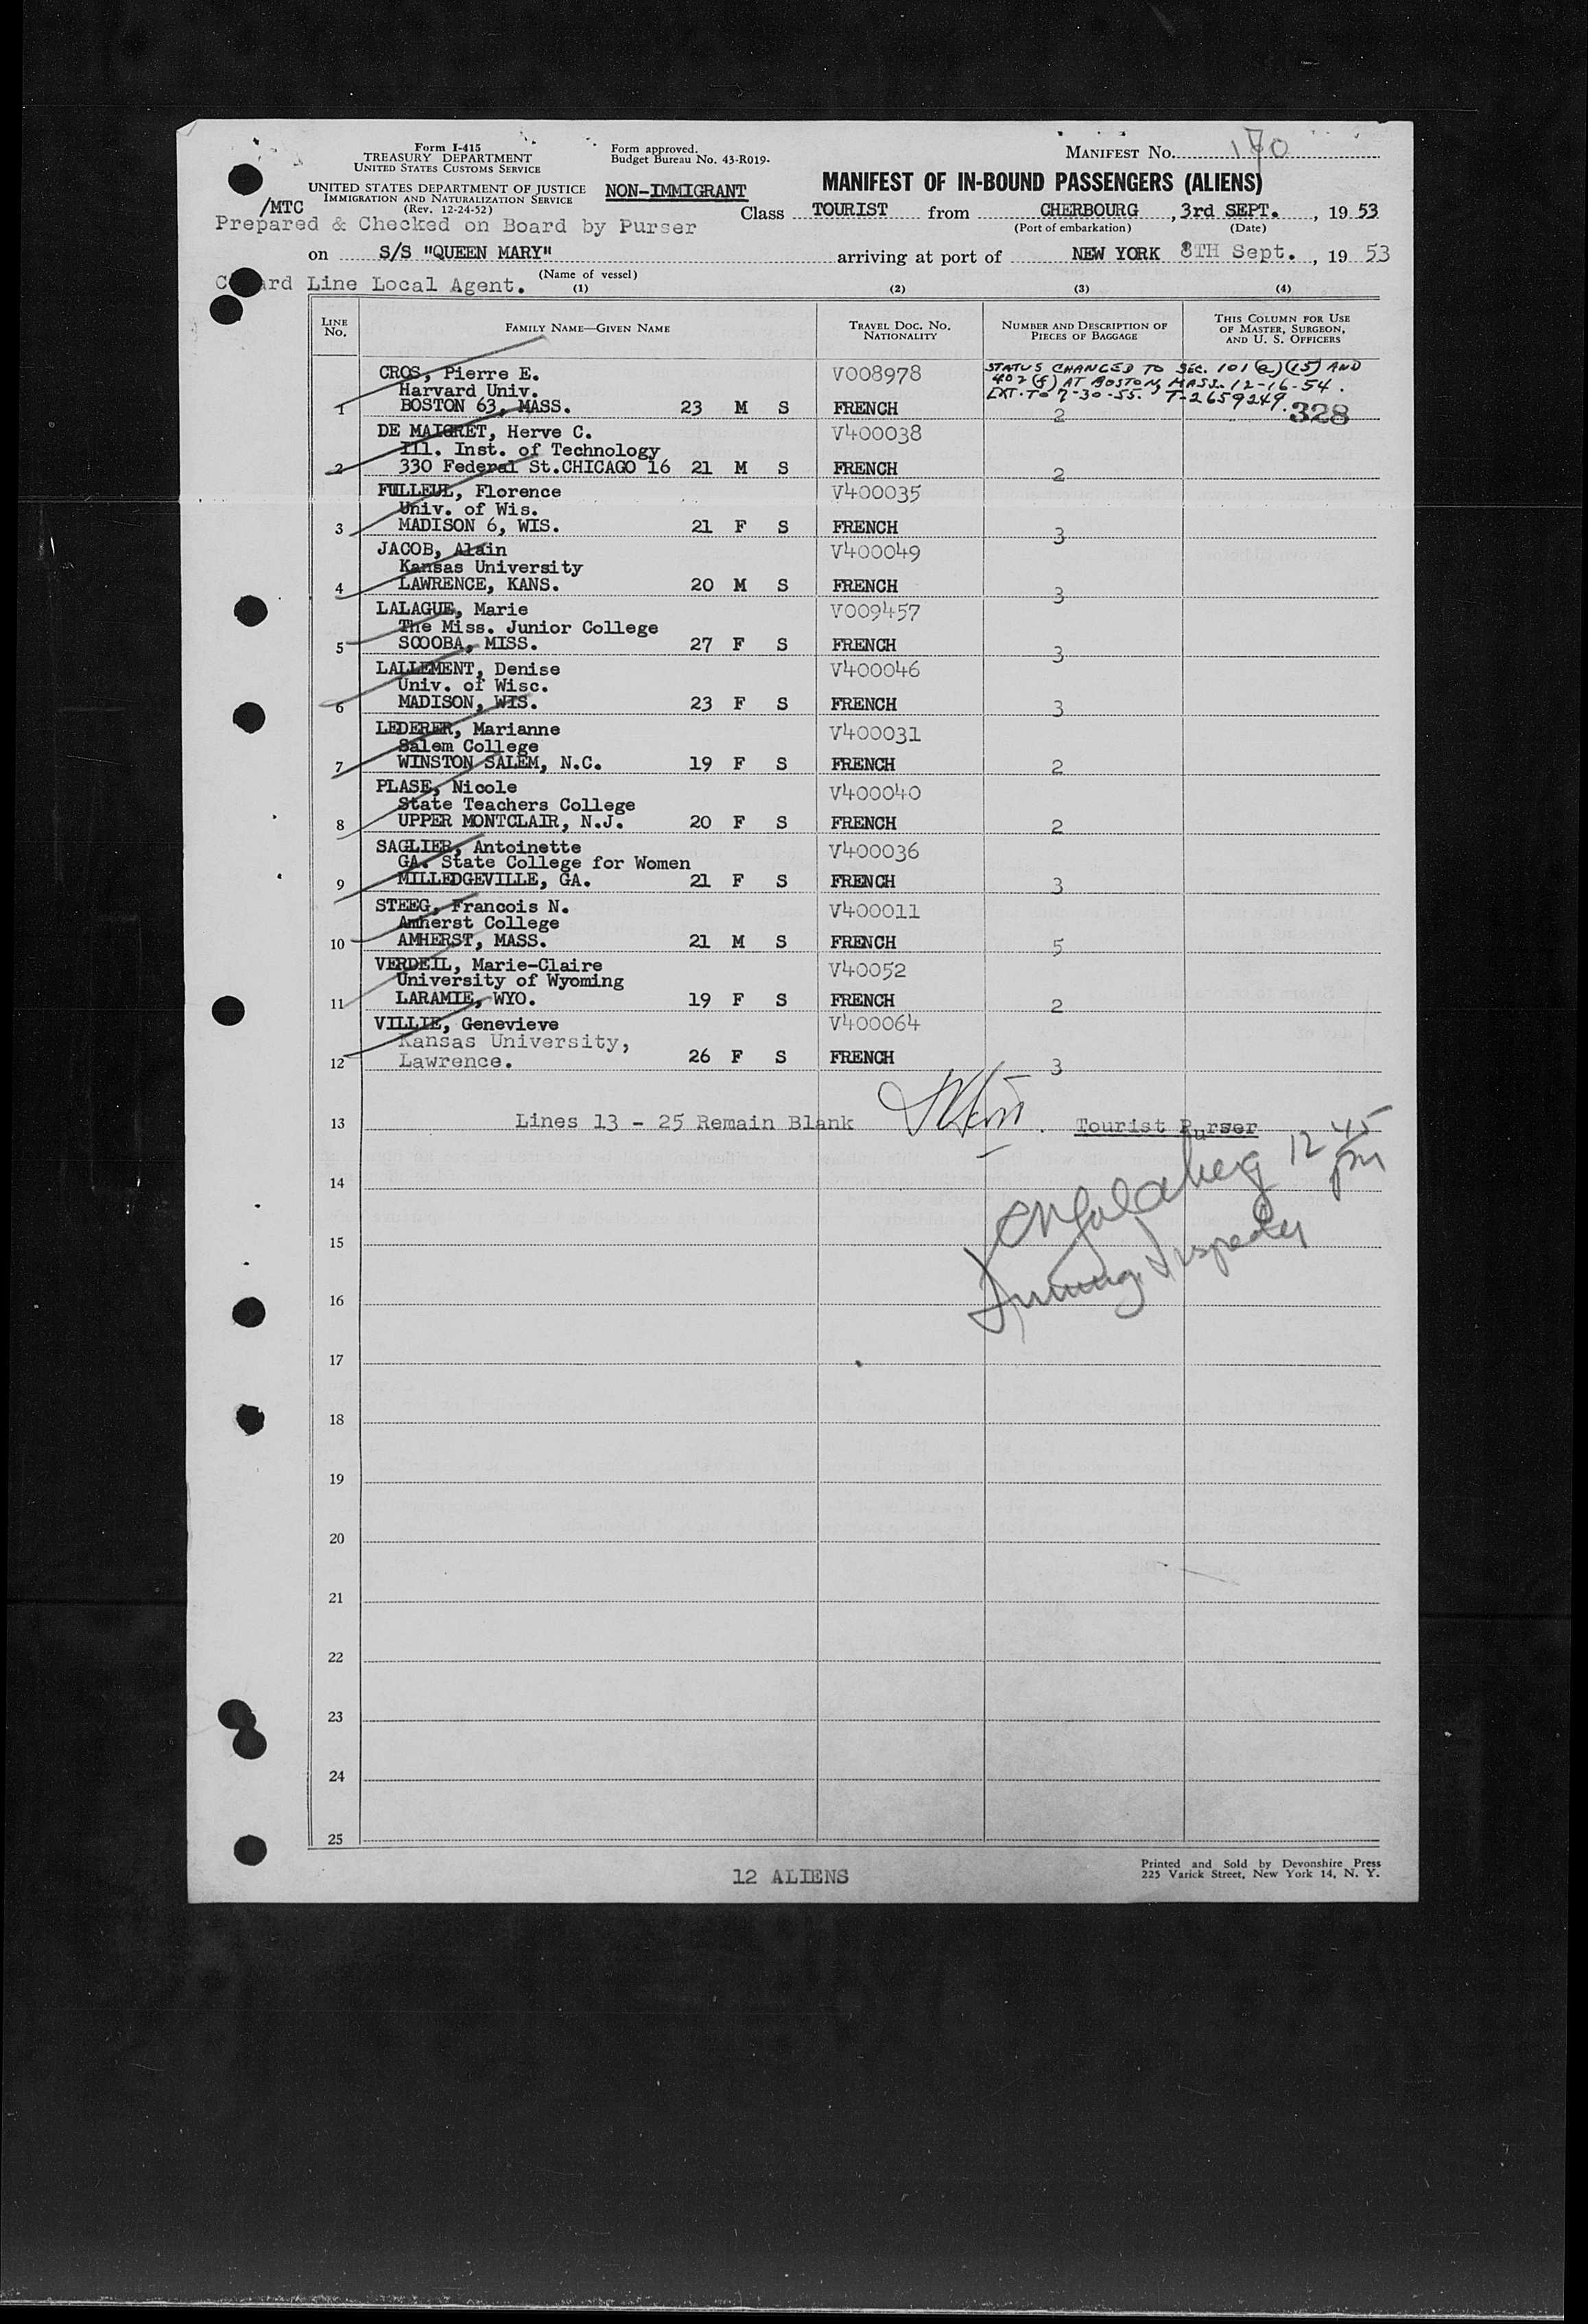 Form I-415
TREASURY DEPARTMENT
UNITED STATES CUSTOMS SERVICE
Form approved.
Budget Bureau No. 43-R019-
MANIFEST No. 170
UNITED STATES DEPARTMENT OF JUSTICE
IMMIGRATION AND NATURALIZATION SERVICE
(Rev. 12-24-52)
NON-IMMIGRANT
MANIFEST OF IN-BOUND PASSENGERS (ALIENS)
/MTC
Class TOURIST from CHERBOURG, 3rd SEPT., 1953
(Port of embarkation) (Date)
Prepared & Checked on Board by Purser
on S/S "QUEEN MARY" arriving at port of NEW YORK 8TH Sept., 1953
(Name of vessel)
Line Local Agent.
(1) (2) (3) (4)
LINE No. FAMILY NAME—GIVEN NAME TRAVEL DOC. No. NATIONALITY NUMBER AND DESCRIPTION OF PIECES OF BAGGAGE THIS COLUMN FOR USE OF MASTER, SURGEON, AND U. S. OFFICERS
CROS, Pierre E. V008978 STATUS CHANGED TO SEC. 101(a)(15) AND
Harvard Univ. 402(f) AT BOSTON, MASS. 12-16-54.
EXT. TO 7-30-55. T-2659249.
1 BOSTON 63, MASS. 23 M S FRENCH 2 328
DE MAIGRET, Herve C. V400038
Ill. Inst. of Technology
2 330 Federal St.CHICAGO 16 21 M S FRENCH 2
FULLEUL, Florence V400035
Univ. of Wis.
3 MADISON 6, WIS. 21 F S FRENCH 3
JACOB, Alain V400049
Kansas University
4 LAWRENCE, KANS. 20 M S FRENCH 3
LALAGUE, Marie V009457
The Miss. Junior College
5 SCOOBA, MISS. 27 F S FRENCH 3
LALLEMENT, Denise V400046
Univ. of Wisc.
6 MADISON, WIS. 23 F S FRENCH 3
LEDERER, Marianne V400031
Salem College
7 WINSTON SALEM, N.C. 19 F S FRENCH 2
PLASE, Nicole V400040
State Teachers College
8 UPPER MONTCLAIR, N.J. 20 F S FRENCH 2
SAGLIER, Antoinette V400036
GA. State College for Women
9 MILLEDGEVILLE, GA. 21 F S FRENCH 3
STEEG, Francois N. V400011
Amherst College
10 AMHERST, MASS. 21 M S FRENCH 5
VERDEIL, Marie-Claire V40052
University of Wyoming
11 LARAMIE, WYO. 19 F S FRENCH 2
VILLIE, Genevieve V400064
Kansas University,
12 Lawrence. 26 F S FRENCH 3
13 Lines 13 - 25 Remain Blank Tourist Purser
12 45 pm
14
Immig. Inspector
15
16
17
18
19
20
21
22
23
24
25
12 ALIENS
Printed and Sold by Devonshire Press
225 Varick Street, New York 14, N. Y.